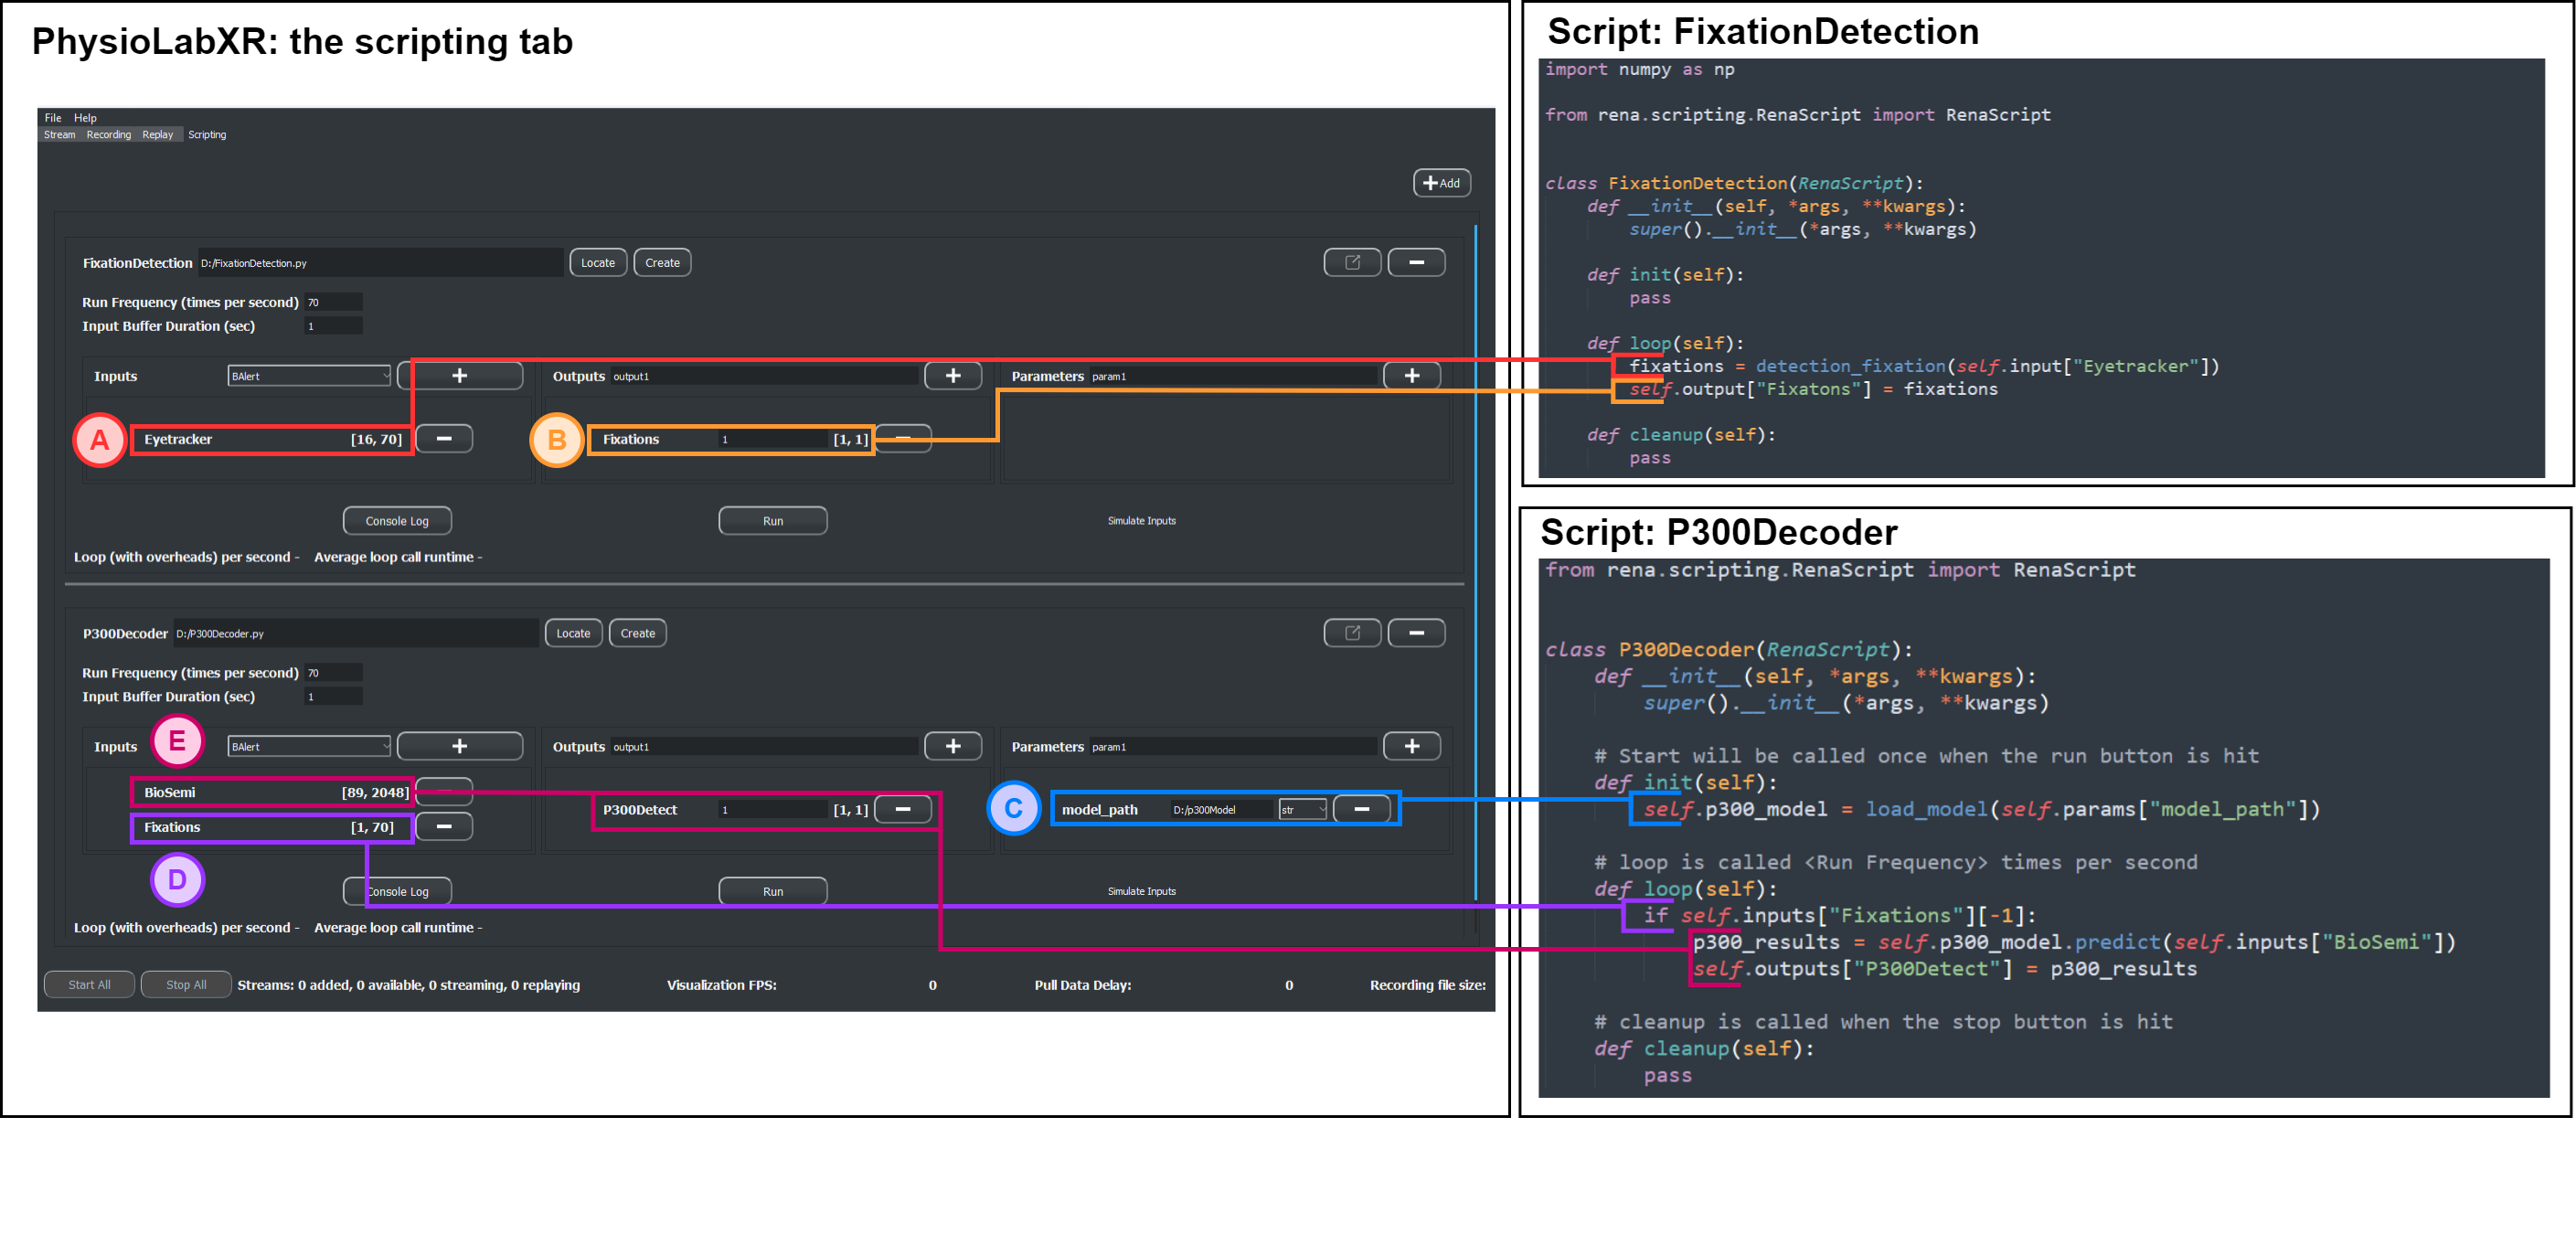 PhysioLabXR: the scripting tab
File Help
Stream Recording Replay Scripting
Add
FixationDetection D:/FixationDetection.py Locate Create
Run Frequency (times per second) 70
Input Buffer Duration (sec) 1
Inputs BAlert + Outputs output1 + Parameters param1 +
A Eyetracker [16, 70] B Fixations 1 [1, 1]
Console Log Run Simulate Inputs
Loop (with overheads) per second - Average loop call runtime -
P300Decoder D:/P300Decoder.py Locate Create
Run Frequency (times per second) 70
Input Buffer Duration (sec) 1
Inputs E BAlert + Outputs output1 + Parameters param1 +
BioSemi [89, 2048]
P300Detect 1 [1, 1] C model_path D:/p300Model str
Fixations [1, 70]
D
Console Log Run Simulate Inputs
Loop (with overheads) per second - Average loop call runtime -
Start All Stop All Streams: 0 added, 0 available, 0 streaming, 0 replaying Visualization FPS: 0 Pull Data Delay: 0 Recording file size:
Script: FixationDetection
import numpy as np
from rena.scripting.RenaScript import RenaScript
class FixationDetection(RenaScript):
def __init__(self, *args, **kwargs):
super().__init__(*args, **kwargs)
def init(self):
pass
def loop(self):
fixations = detection_fixation(self.input["Eyetracker"])
self.output["Fixatons"] = fixations
def cleanup(self):
pass
Script: P300Decoder
from rena.scripting.RenaScript import RenaScript
class P300Decoder(RenaScript):
def __init__(self, *args, **kwargs):
super().__init__(*args, **kwargs)
# Start will be called once when the run button is hit
def init(self):
self.p300_model = load_model(self.params["model_path"])
# loop is called <Run Frequency> times per second
def loop(self):
if self.inputs["Fixations"][-1]:
p300_results = self.p300_model.predict(self.inputs["BioSemi"])
self.outputs["P300Detect"] = p300_results
# cleanup is called when the stop button is hit
def cleanup(self):
pass